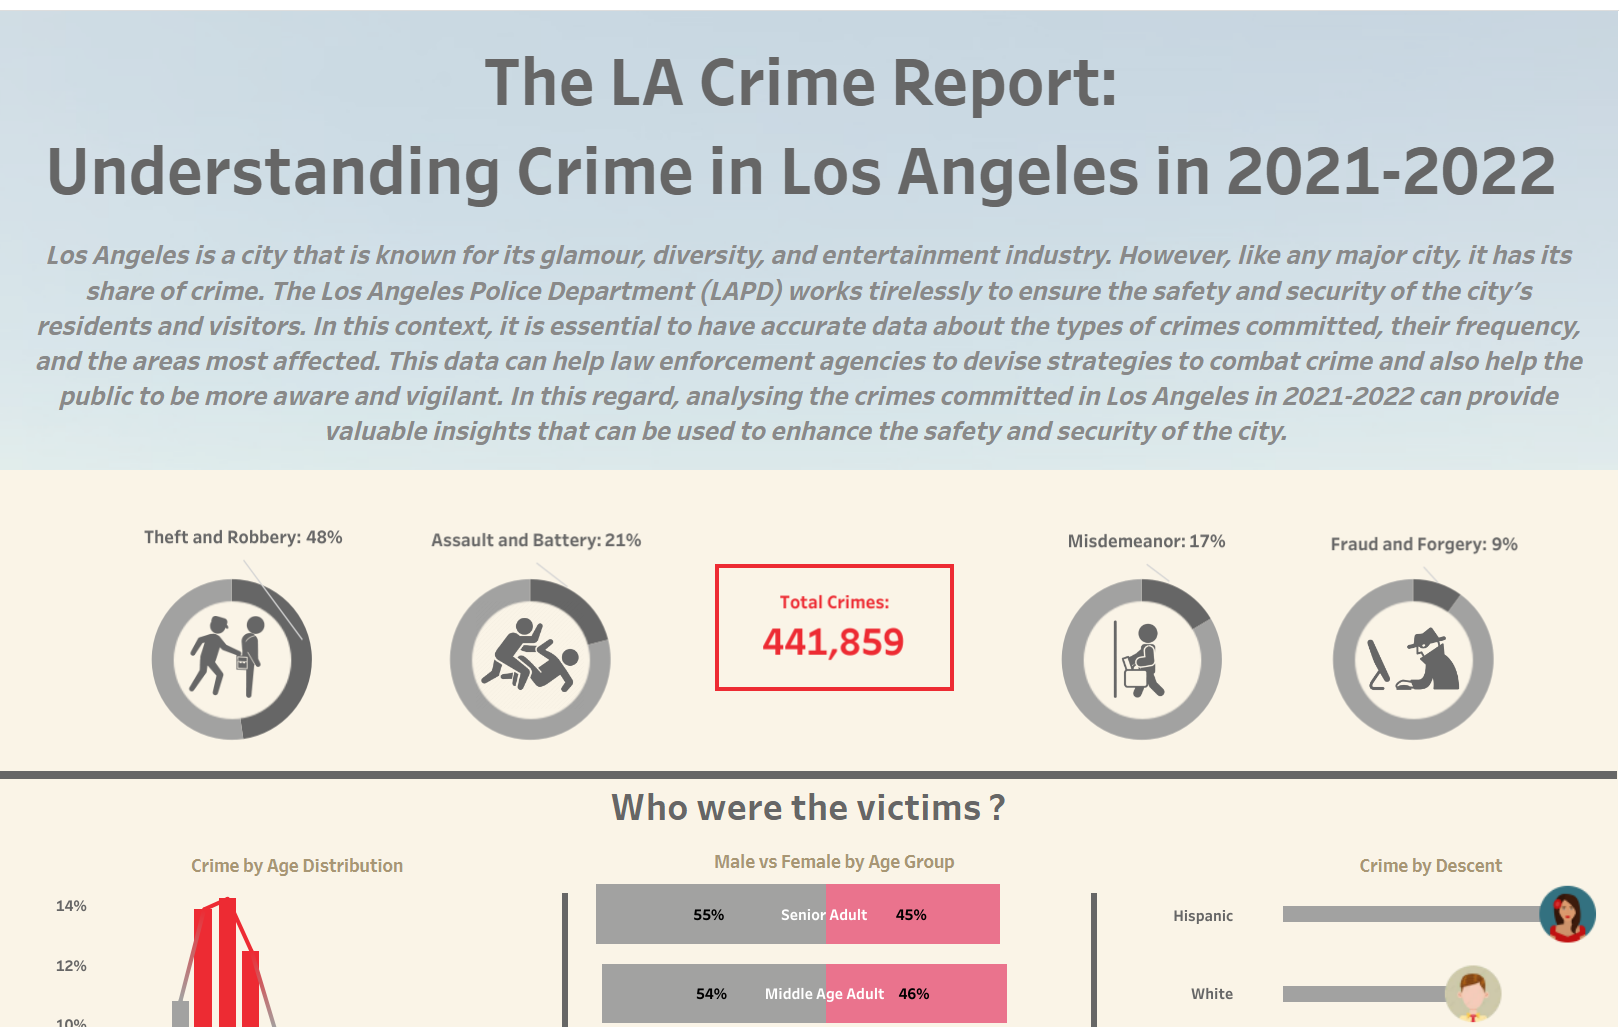 The LA Crime Report:
Understanding Crime in Los Angeles in 2021-2022
Los Angeles is a city that is known for its glamour, diversity, and entertainment industry. However, like any major city, it has its
share of crime. The Los Angeles Police Department (LAPD) works tirelessly to ensure the safety and security of the city's
residents and visitors. In this context, it is essential to have accurate data about the types of crimes committed, their frequency,
and the areas most affected. This data can help law enforcement agencies to devise strategies to combat crime and also help the
public to be more aware and vigilant. In this regard, analysing the crimes committed in Los Angeles in 2021-2022 can provide
valuable insights that can be used to enhance the safety and security of the city.
Theft and Robbery: 48%
Assault and Battery: 21%
Total Crimes:
441,859
Misdemeanor: 17%
Fraud and Forgery: 9%
Who were the victims ?
Crime by Age Distribution
14%
12%
10%
Male vs Female by Age Group
55% Senior Adult 45%
54% Middle Age Adult 46%
Crime by Descent
Hispanic
White